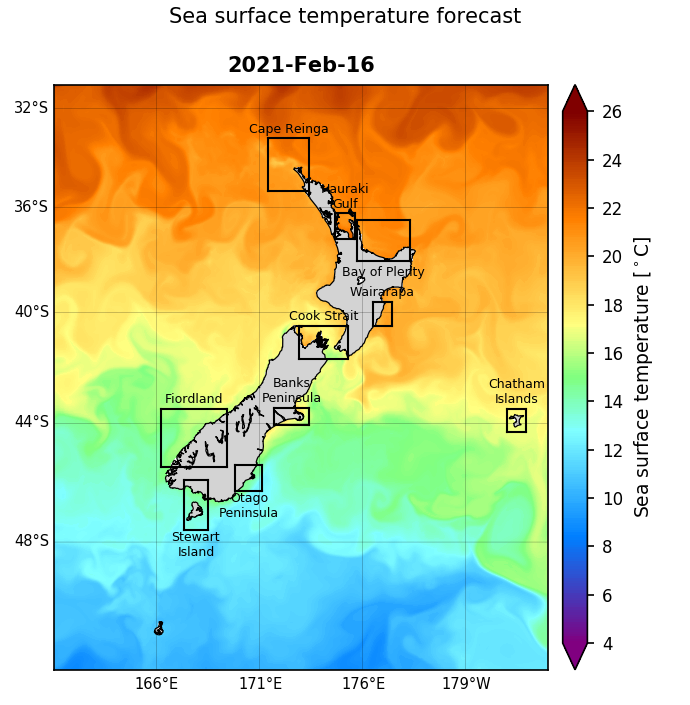 Sea surface temperature forecast
2021-Feb-16
32°S
36°S
40°S
44°S
48°S
Cape Reinga
Hauraki
Gulf
Bay of Plenty
Wairarapa
Cook Strait
Banks
Peninsula
Fiordland
Chatham
Islands
Otago
Peninsula
Stewart
Island
166°E
171°E
176°E
179°W
26
24
22
20
18
16
14
12
10
8
6
4
Sea surface temperature [°C]